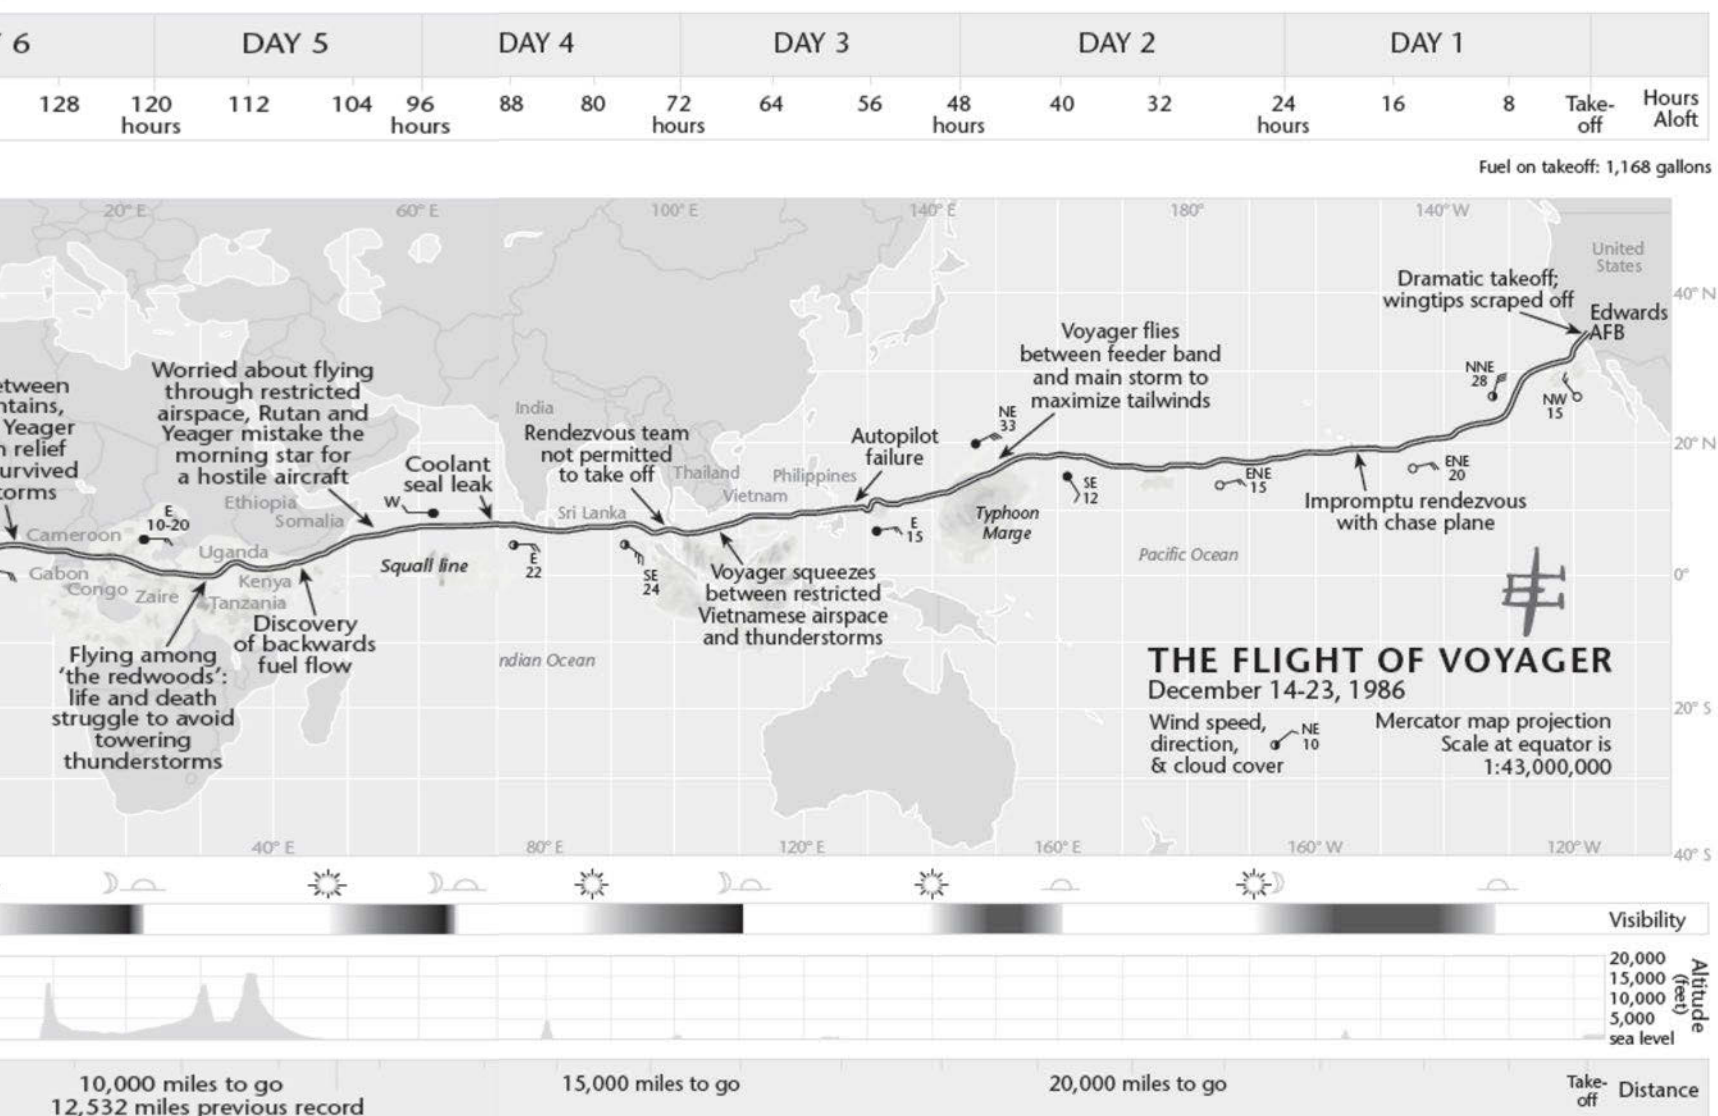 6
DAY 5
DAY 4
DAY 3
DAY 2
DAY 1
128
120
hours
112
104
96
hours
88
80
72
hours
64
56
48
hours
40
32
24
hours
16
8
Take-
off
Hours
Aloft
Fuel on takeoff: 1,168 gallons
20° E
60° E
100° E
140° E
180°
140° W
United
States
40° N
Dramatic takeoff;
wingtips scraped off
Edwards
AFB
Voyager flies
between feeder band
and main storm to
maximize tailwinds
NNE
28
NW
15
NE
33
20° N
etween
ntains,
Yeager
n relief
urvived
torms
Worried about flying
through restricted
airspace, Rutan and
Yeager mistake the
morning star for
a hostile aircraft
Coolant
seal leak
India
Rendezvous team
not permitted
to take off
Autopilot
failure
Thailand
Vietnam
Philippines
Sri Lanka
SE
12
ENE
15
ENE
20
Impromptu rendezvous
with chase plane
Typhoon
Marge
Pacific Ocean
Ethiopia
Somalia
W
E
10-20
Cameroon
Gabon
Congo
Zaire
Uganda
Kenya
Tanzania
Squall line
E
22
SE
24
E
15
Voyager squeezes
between restricted
Vietnamese airspace
and thunderstorms
0°
Discovery
of backwards
fuel flow
Flying among
'the redwoods':
life and death
struggle to avoid
towering
thunderstorms
ndian Ocean
THE FLIGHT OF VOYAGER
December 14-23, 1986
Wind speed,
direction,
& cloud cover
NE
10
Mercator map projection
Scale at equator is
1:43,000,000
20° S
40° E
80° E
120° E
160° E
160° W
120° W
40° S
Visibility
20,000
15,000
10,000
5,000
sea level
Altitude
(feet)
10,000 miles to go
12,532 miles previous record
15,000 miles to go
20,000 miles to go
Take-
off
Distance